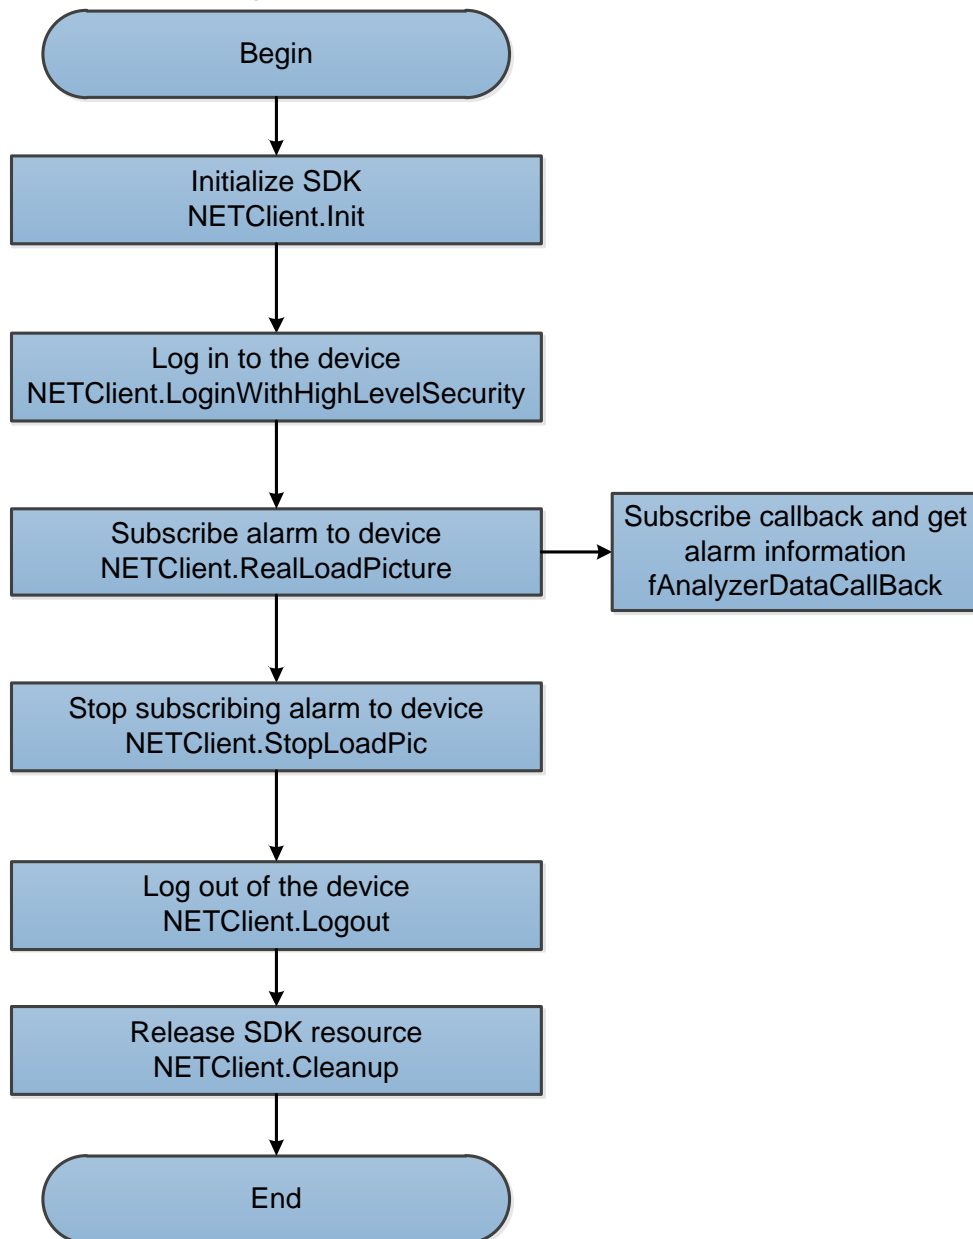 Begin
Initialize SDK
NETClient.Init
Log in to the device
NETClient.LoginWithHighLevelSecurity
Subscribe alarm to device
NETClient.RealLoadPicture
Subscribe callback and get
alarm information
fAnalyzerDataCallBack
Stop subscribing alarm to device
NETClient.StopLoadPic
Log out of the device
NETClient.Logout
Release SDK resource
NETClient.Cleanup
End